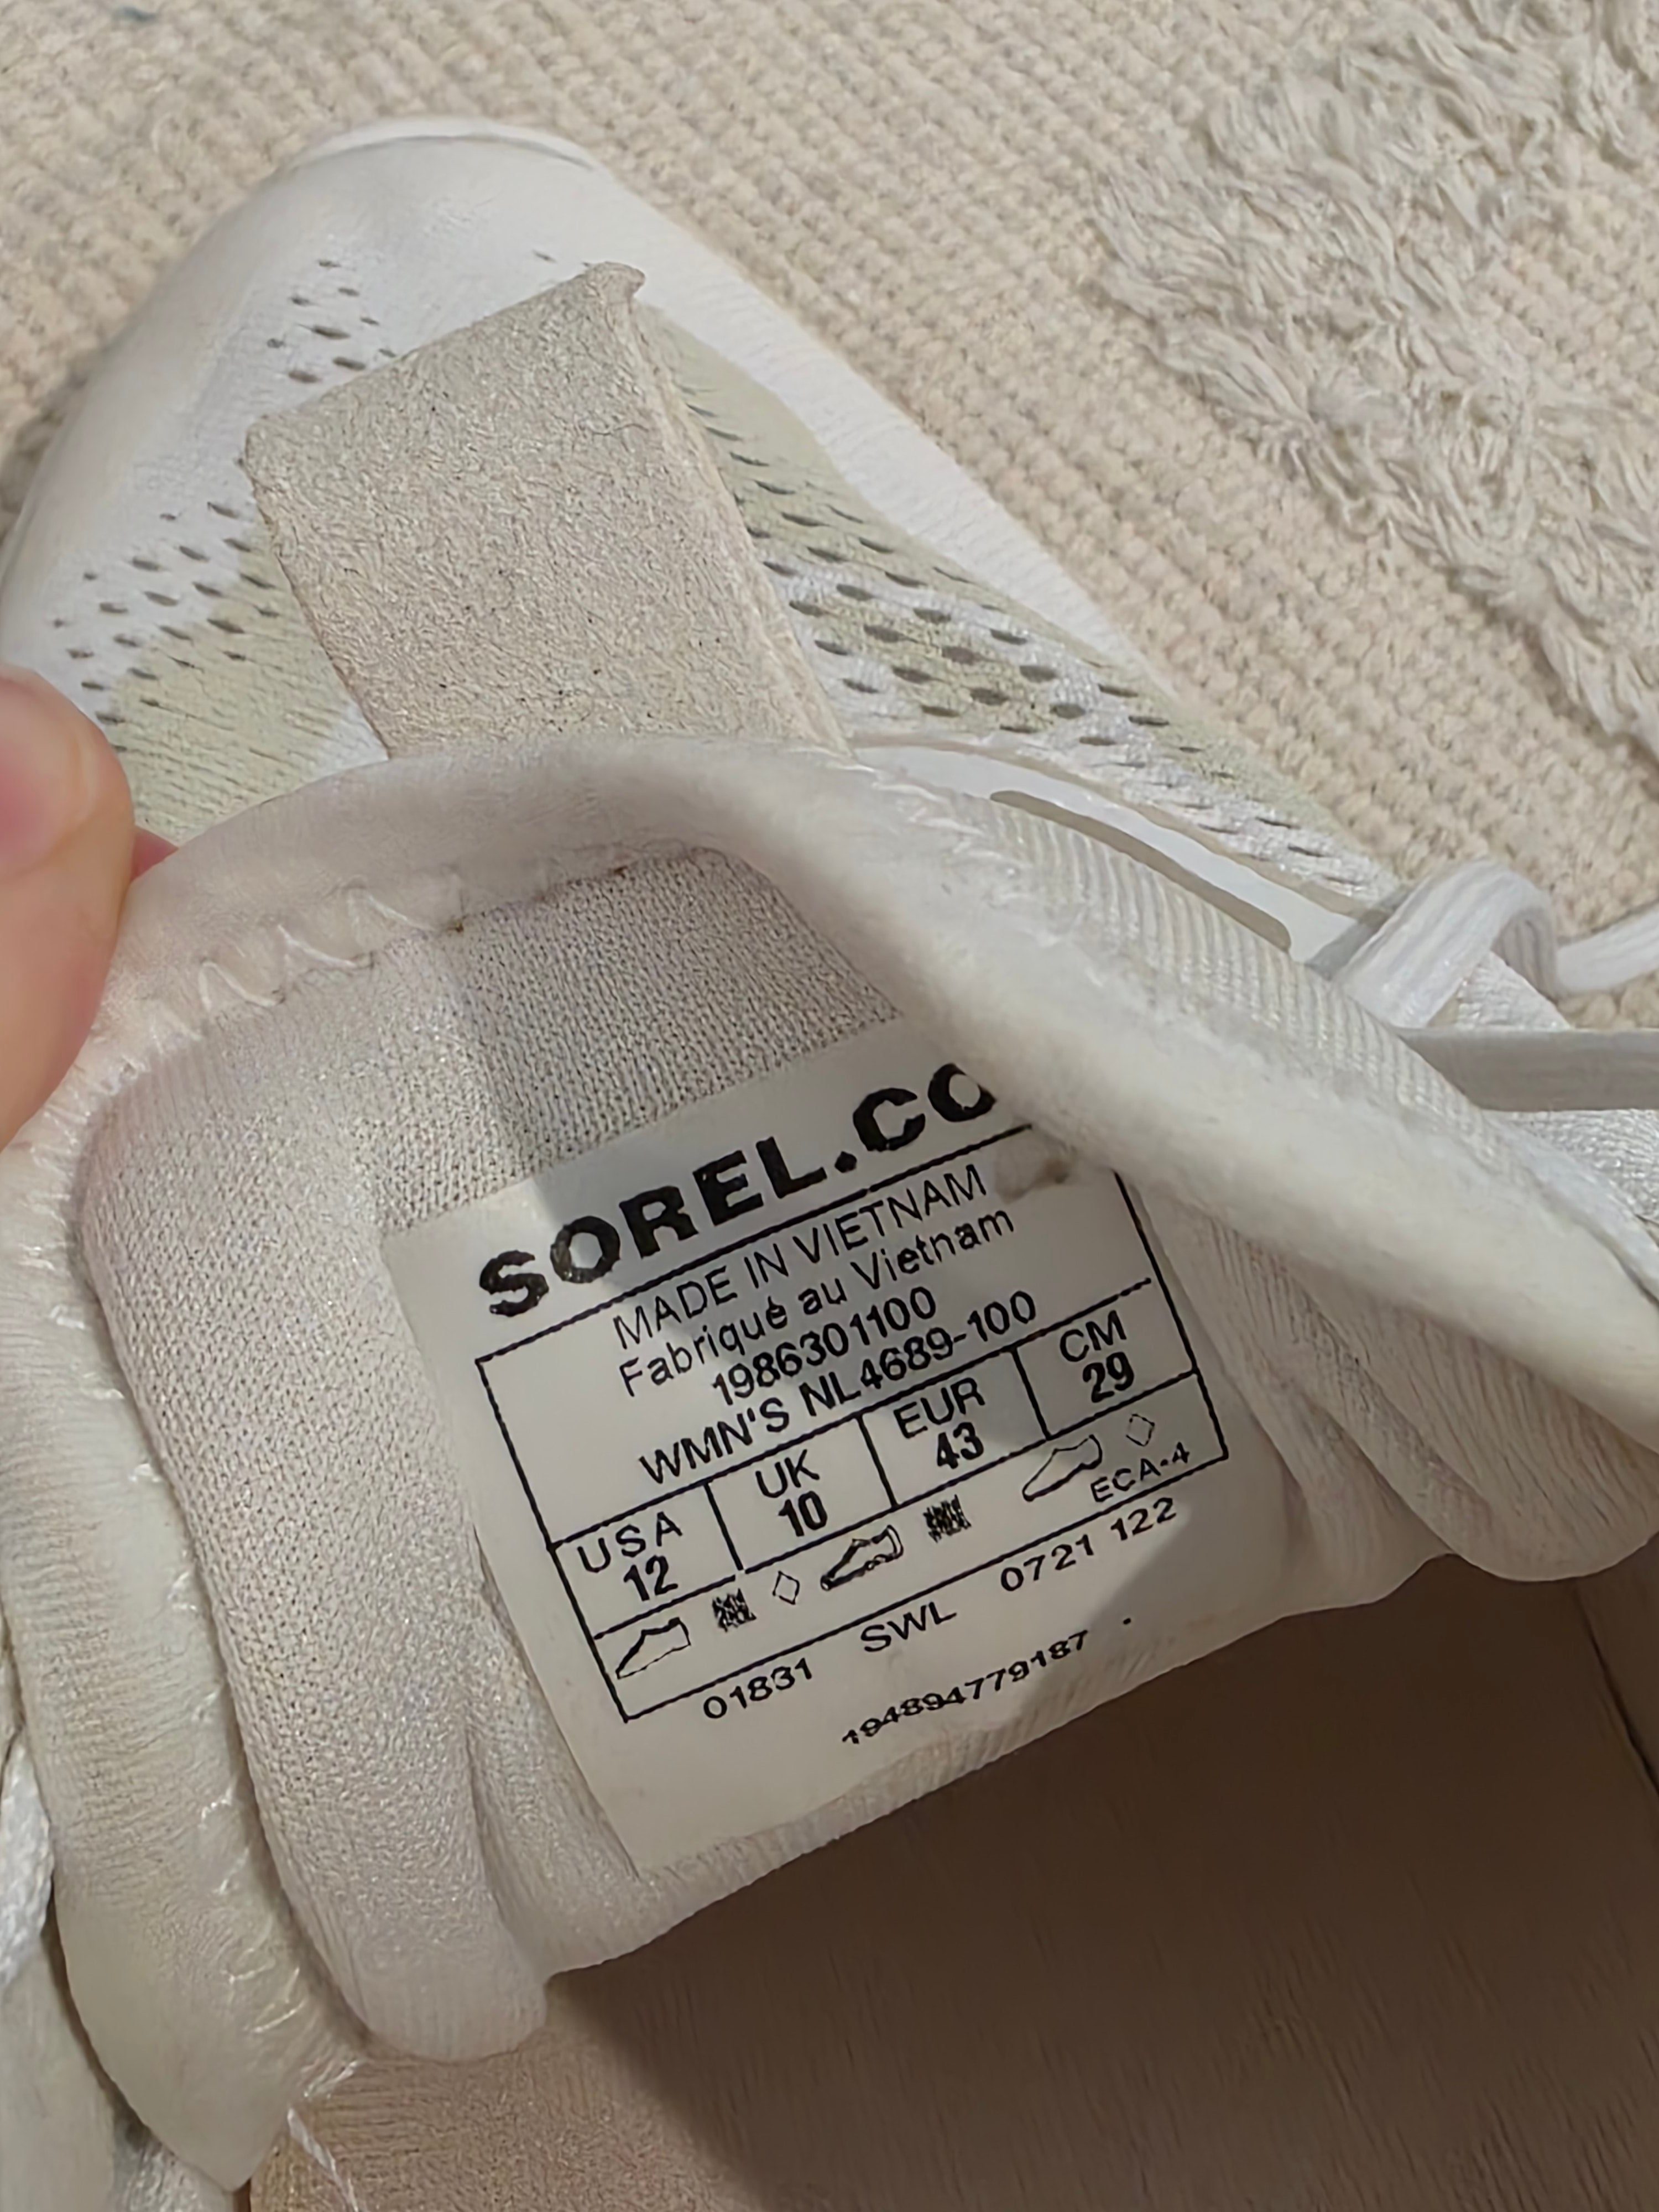 SOREL.CO
MADE IN VIETNAM
Fabriqué au Vietnam
1986301100
WMN'S NL4689-100
USA UK EUR CM
12 10 43 29
ECA-4
01831 SWL 0721 122
194894779187